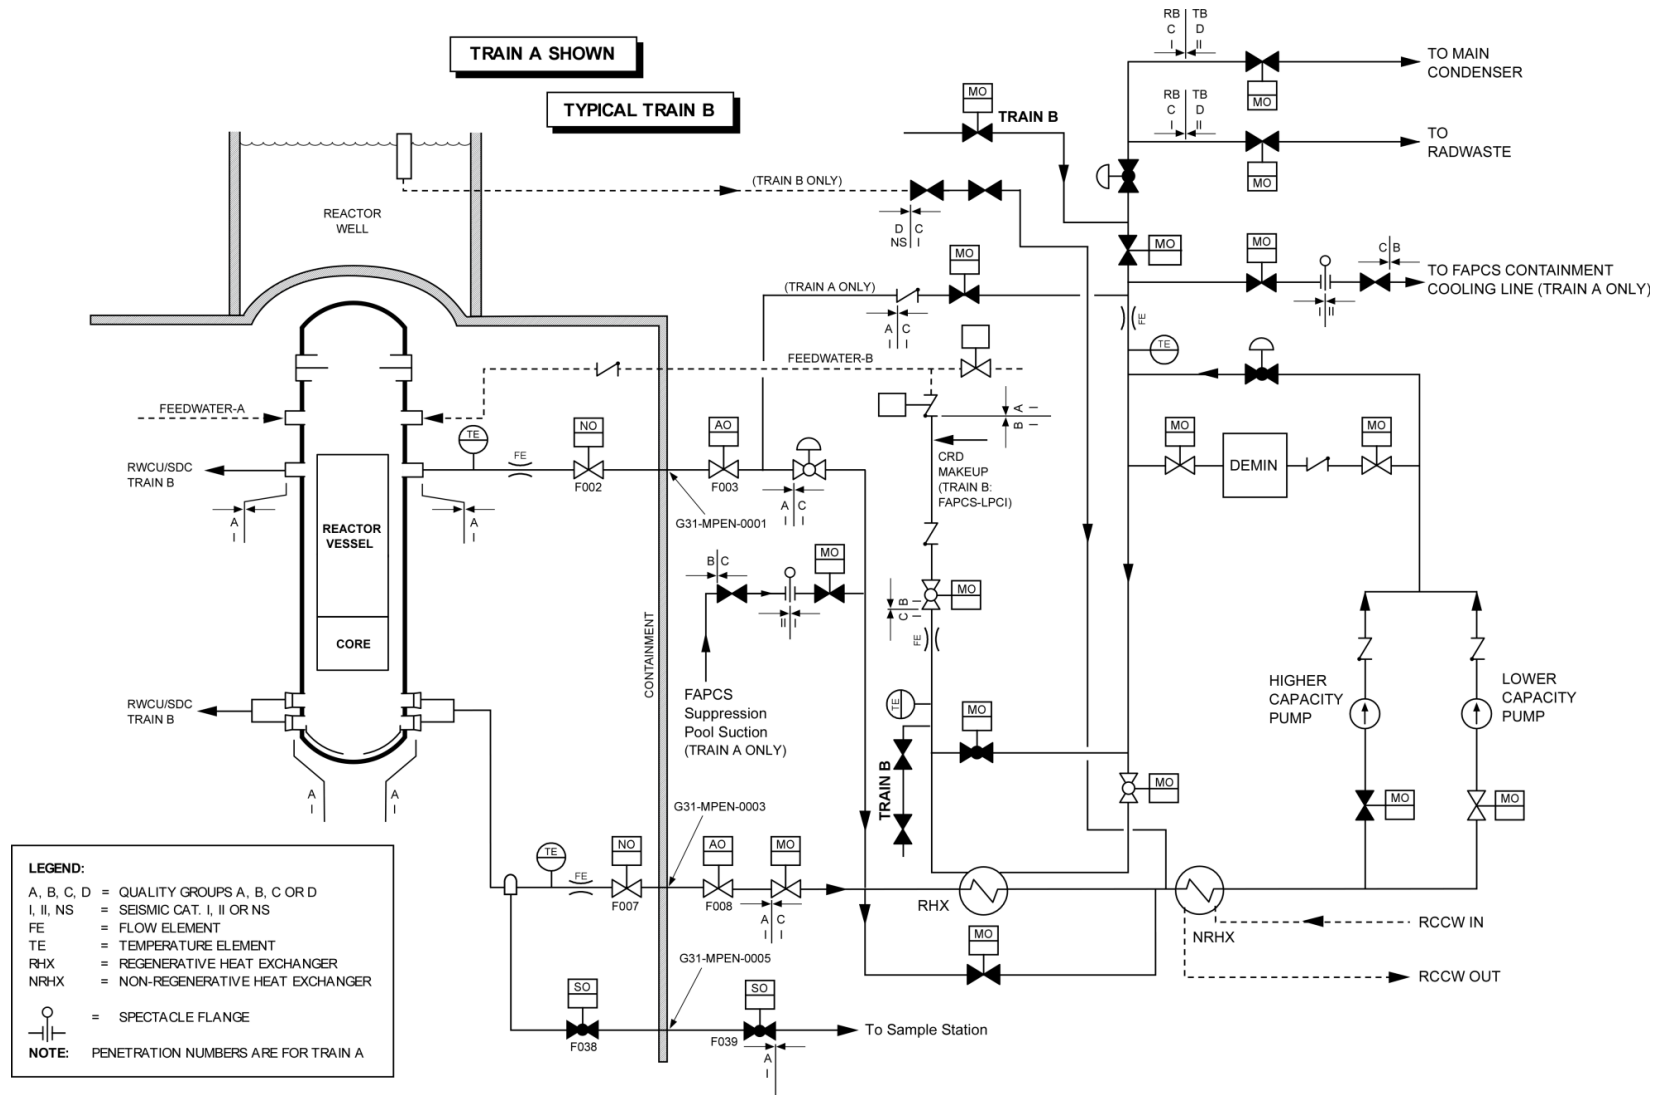 TRAIN A SHOWN
TYPICAL TRAIN B
RB TB
C D
I II
TO MAIN
CONDENSER
MO
RB TB
C D
I II
TO
RADWASTE
MO
MO
TRAIN B
(TRAIN B ONLY)
D C
NS I
REACTOR
WELL
MO
MO
MO
C B
TO FAPCS CONTAINMENT
COOLING LINE (TRAIN A ONLY)
I II
(TRAIN A ONLY)
A C
I I
FE
TE
FEEDWATER-B
A I
B I
FEEDWATER-A
TE
FE
NO
F002
AO
F003
A C
I I
G31-MPEN-0001
RWCU/SDC
TRAIN B
A
I
A
I
CRD
MAKEUP
(TRAIN B:
FAPCS-LPCI)
MO
DEMIN
MO
REACTOR
VESSEL
CORE
CONTAINMENT
B C
MO
II I
FAPCS
Suppression
Pool Suction
(TRAIN A ONLY)
MO
B I
C I
FE
TE
MO
TRAIN B
MO
HIGHER
CAPACITY
PUMP
LOWER
CAPACITY
PUMP
MO
MO
RWCU/SDC
TRAIN B
A
I
A
I
G31-MPEN-0003
TE
FE
NO
F007
AO
F008
MO
A C
I I
RHX
NRHX
RCCW IN
RCCW OUT
MO
G31-MPEN-0005
SO
F038
SO
F039
A
I
To Sample Station
LEGEND:
A, B, C, D = QUALITY GROUPS A, B, C OR D
I, II, NS = SEISMIC CAT. I, II OR NS
FE = FLOW ELEMENT
TE = TEMPERATURE ELEMENT
RHX = REGENERATIVE HEAT EXCHANGER
NRHX = NON-REGENERATIVE HEAT EXCHANGER
= SPECTACLE FLANGE
NOTE: PENETRATION NUMBERS ARE FOR TRAIN A